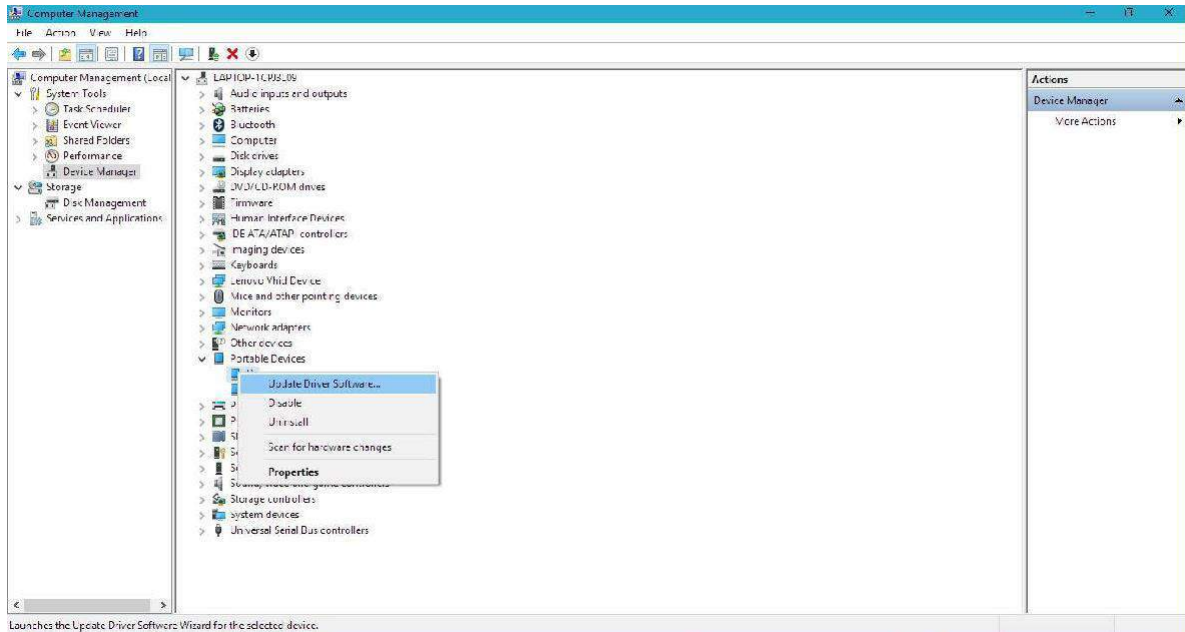 Computer Management
File Action View Help
Computer Management (Local
System Tools
Task Scheduler
Event Viewer
Shared Folders
Performance
Device Manager
Storage
Disk Management
Services and Applications
Audio inputs and outputs
Batteries
Bluetooth
Computer
Disk drives
Display adapters
DVD/CD-ROM drives
Firmware
Human Interface Devices
IDE ATA/ATAPI controllers
Imaging devices
Keyboards
Lenovo Vhid Device
Mice and other pointing devices
Monitors
Network adapters
Other devices
Portable Devices
Update Driver Software...
Disable
Uninstall
Scan for hardware changes
Properties
Storage controllers
System devices
Universal Serial Bus controllers
Actions
Device Manager
More Actions
Launches the Update Driver Software Wizard for the selected device.